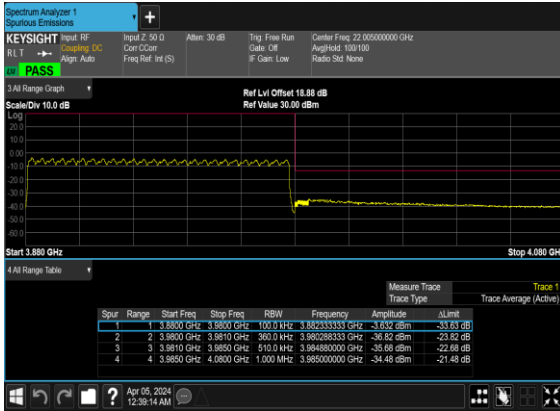 Spectrum Analyzer 1
Spurious Emissions
KEYSIGHT Input: RF Input Z: 50 Ω Atten: 30 dB Trig: Free Run Center Freq: 22.005000000 GHz
RLT Coupling: DC Corr CCorr Gate: Off Avg|Hold: 100/100
Align: Auto Freq Ref: Int (S) IF Gain: Low Radio Std: None
PASS
3 All Range Graph
Ref Lvl Offset 18.88 dB
Scale/Div 10.0 dB Ref Value 30.00 dBm
Log
20.0
10.0
0.00
-10.0
-20.0
-30.0
-40.0
-50.0
-60.0
Start 3.880 GHz Stop 4.080 GH
4 All Range Table
Measure Trace Trace 1
Trace Type Trace Average (Active)
Spur Range Start Freq Stop Freq RBW Frequency Amplitude ΔLimit
1 1 3.8800 GHz 3.9800 GHz 100.0 kHz 3.882333333 GHz -3.632 dBm -33.63 dB
2 2 3.9800 GHz 3.9810 GHz 360.0 kHz 3.980288333 GHz -36.82 dBm -23.82 dB
3 3 3.9810 GHz 3.9850 GHz 510.0 kHz 3.984880000 GHz -35.68 dBm -22.68 dB
4 4 3.9850 GHz 4.0800 GHz 1.000 MHz 3.985000000 GHz -34.48 dBm -21.48 dB
? Apr 05, 2024
12:39:14 AM